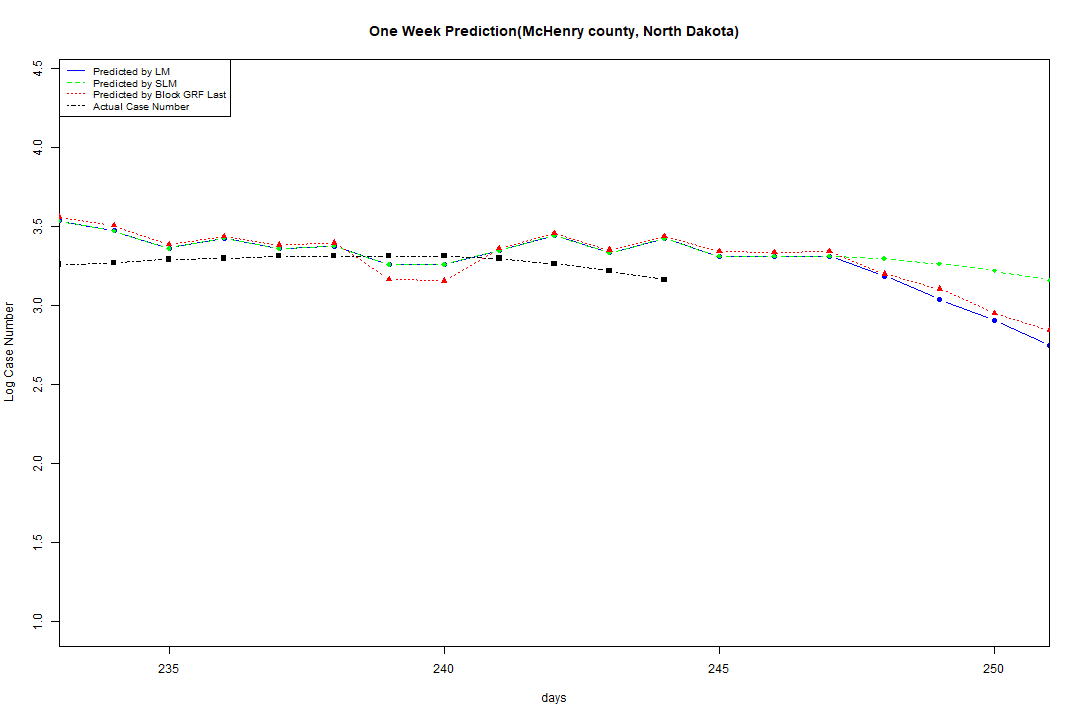 One Week Prediction(McHenry county, North Dakota)
Predicted by LM
Predicted by SLM
Predicted by Block GRF Last
Actual Case Number
4.5
4.0
3.5
3.0
2.5
2.0
1.5
1.0
Log Case Number
235
240
245
250
days